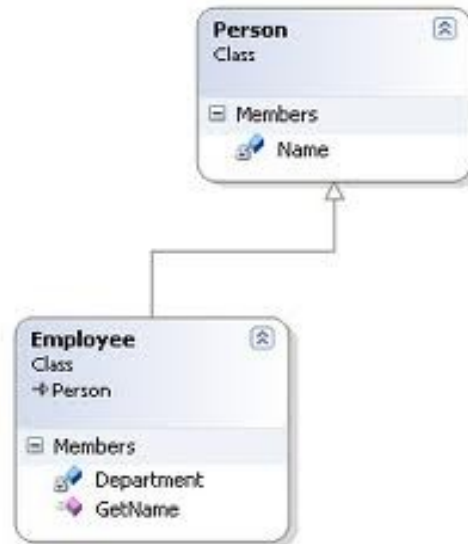 Person
Class
Members
Name
Employee
Class
Person
Members
Department
GetName